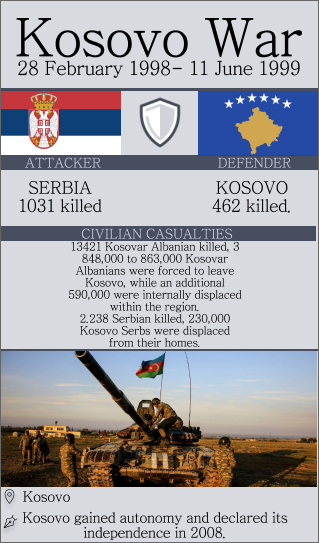 Kosovo War
28 February 1998– 11 June 1999
ATTACKER
DEFENDER
SERBIA
1031 killed
KOSOVO
462 killed.
CIVILIAN CASUALTIES
13421 Kosovar Albanian killed, 3
848,000 to 863,000 Kosovar
Albanians were forced to leave
Kosovo, while an additional
590,000 were internally displaced
within the region.
2.238 Serbian killed, 230,000
Kosovo Serbs were displaced
from their homes.
Kosovo
Kosovo gained autonomy and declared its
independence in 2008.